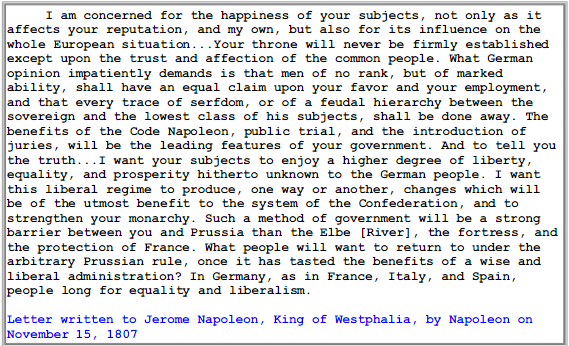 I am concerned for the happiness of your subjects, not only as it
affects your reputation, and my own, but also for its influence on the
whole European situation...Your throne will never be firmly established
except upon the trust and affection of the common people. What German
opinion impatiently demands is that men of no rank, but of marked
ability, shall have an equal claim upon your favor and your employment,
and that every trace of serfdom, or of a feudal hierarchy between the
sovereign and the lowest class of his subjects, shall be done away. The
benefits of the Code Napoleon, public trial, and the introduction of
juries, will be the leading features of your government. And to tell you
the truth...I want your subjects to enjoy a higher degree of liberty,
equality, and prosperity hitherto unknown to the German people. I want
this liberal regime to produce, one way or another, changes which will
be of the utmost benefit to the system of the Confederation, and to
strengthen your monarchy. Such a method of government will be a strong
barrier between you and Prussia than the Elbe [River], the fortress, and
the protection of France. What people will want to return to under the
arbitrary Prussian rule, once it has tasted the benefits of a wise and
liberal administration? In Germany, as in France, Italy, and Spain,
people long for equality and liberalism.
Letter written to Jerome Napoleon, King of Westphalia, by Napoleon on
November 15, 1807